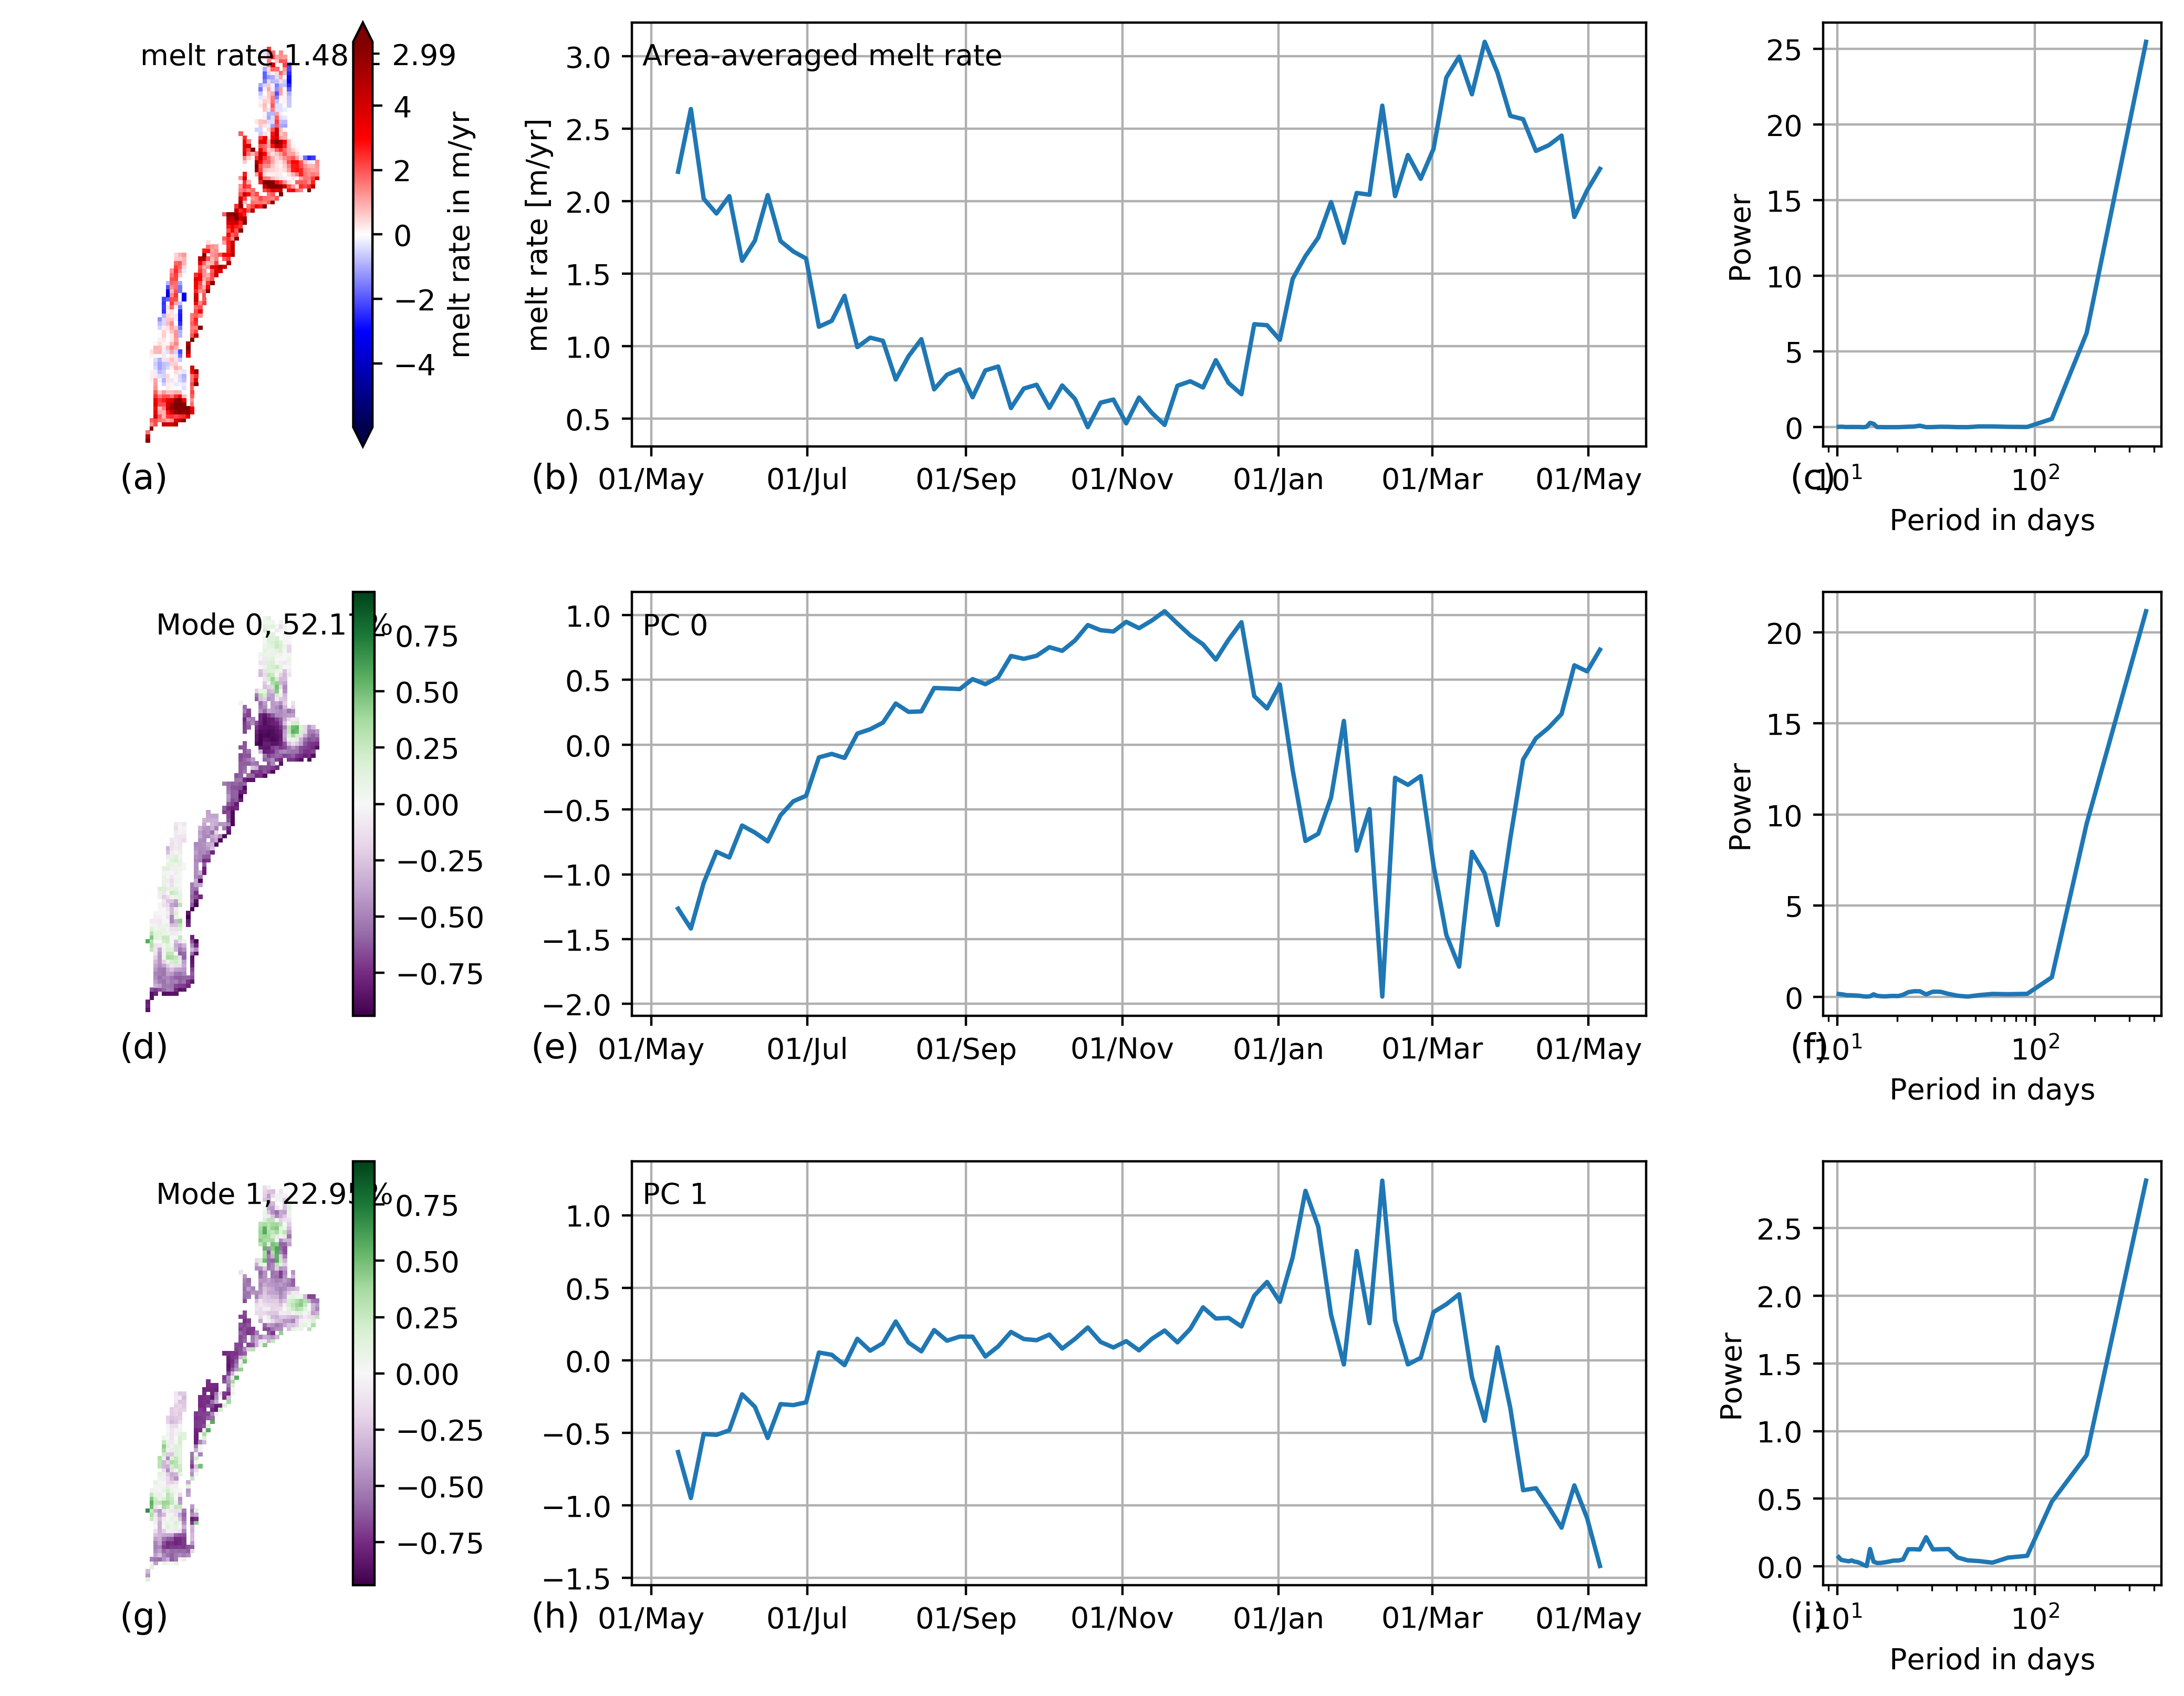 melt rate 1.48 ± 2.99
4
2
0
−2
−4
melt rate in m/yr
(a)
Area-averaged melt rate
3.0
2.5
2.0
1.5
1.0
0.5
melt rate [m/yr]
(b)
01/May 01/Jul 01/Sep 01/Nov 01/Jan 01/Mar 01/May
25
20
15
10
5
0
Power
(c)
10¹ 10²
Period in days
Mode 0, 52.1 %
0.75
0.50
0.25
0.00
−0.25
−0.50
−0.75
(d)
PC 0
1.0
0.5
0.0
−0.5
−1.0
−1.5
−2.0
(e)
01/May 01/Jul 01/Sep 01/Nov 01/Jan 01/Mar 01/May
20
15
10
5
0
Power
(f)
10¹ 10²
Period in days
Mode 1, 22.9 %
0.75
0.50
0.25
0.00
−0.25
−0.50
−0.75
(g)
PC 1
1.0
0.5
0.0
−0.5
−1.0
−1.5
(h)
01/May 01/Jul 01/Sep 01/Nov 01/Jan 01/Mar 01/May
2.5
2.0
1.5
1.0
0.5
0.0
Power
(i)
10¹ 10²
Period in days